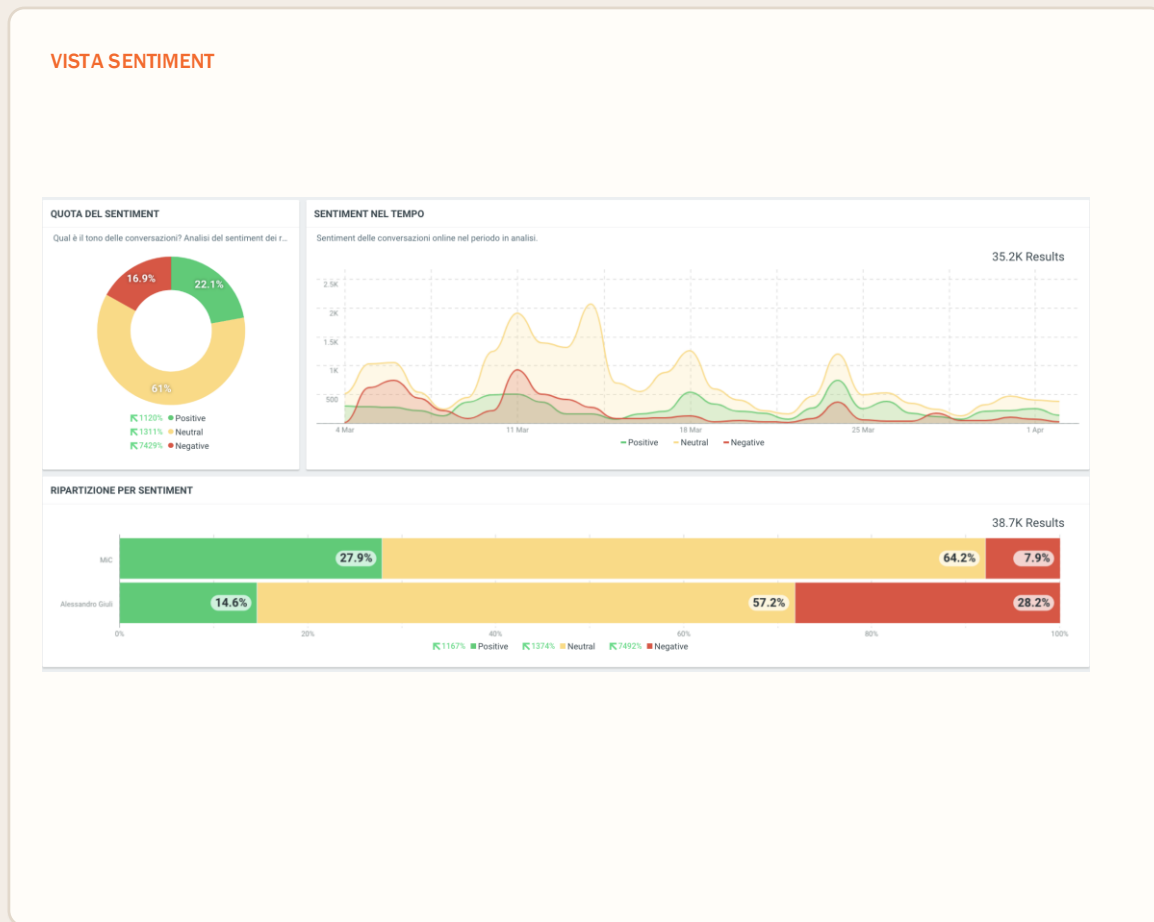 VISTA SENTIMENT
QUOTA DEL SENTIMENT
Qual è il tono delle conversazioni? Analisi del sentiment dei r...
16.9%
22.1%
61%
1120% Positive
1311% Neutral
7429% Negative
SENTIMENT NEL TEMPO
Sentiment delle conversazioni online nel periodo in analisi.
35.2K Results
2.5K
2K
1.5K
1K
500
4 Mar 11 Mar 18 Mar 25 Mar 1 Apr
Positive Neutral Negative
RIPARTIZIONE PER SENTIMENT
38.7K Results
MiC 27.9% 64.2% 7.9%
Alessandro Giuli 14.6% 57.2% 28.2%
0% 20% 40% 60% 80% 100%
1167% Positive 1374% Neutral 7492% Negative